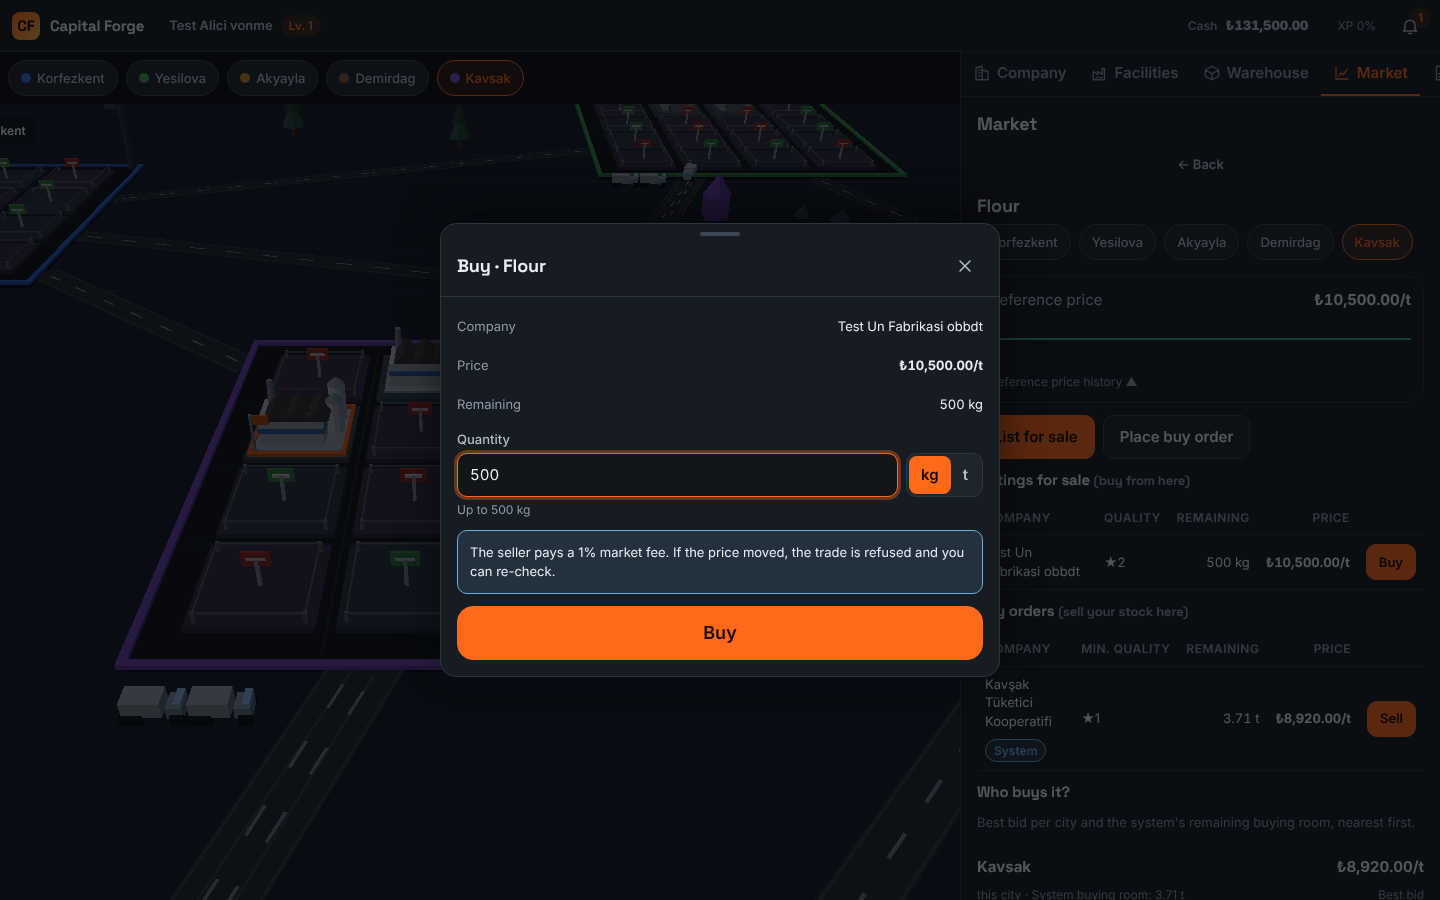 CF Capital Forge Test Alici vonme Lv. 1 Cash ₺131,500.00 XP 0% 1
Korfezkent Yesilova Akyayla Demirdag Kavsak
Company Facilities Warehouse Market
kent
Market
← Back
Flour
orfezkent Yesilova Akyayla Demirdag Kavsak
eference price ₺10,500.00/t
eference price history ▲
ist for sale Place buy order
tings for sale (buy from here)
OMPANY QUALITY REMAINING PRICE
st Un
brikasi obbdt ★2 500 kg ₺10,500.00/t Buy
y orders (sell your stock here)
OMPANY MIN. QUALITY REMAINING PRICE
Kavşak
Tüketici
Kooperatifi ★1 3.71 t ₺8,920.00/t Sell
System
Who buys it?
Best bid per city and the system's remaining buying room, nearest first.
Kavsak ₺8,920.00/t
this city · System buying room: 3.71 t Best bid
Buy · Flour
Company Test Un Fabrikasi obbdt
Price ₺10,500.00/t
Remaining 500 kg
Quantity
500 kg t
Up to 500 kg
The seller pays a 1% market fee. If the price moved, the trade is refused and you
can re-check.
Buy